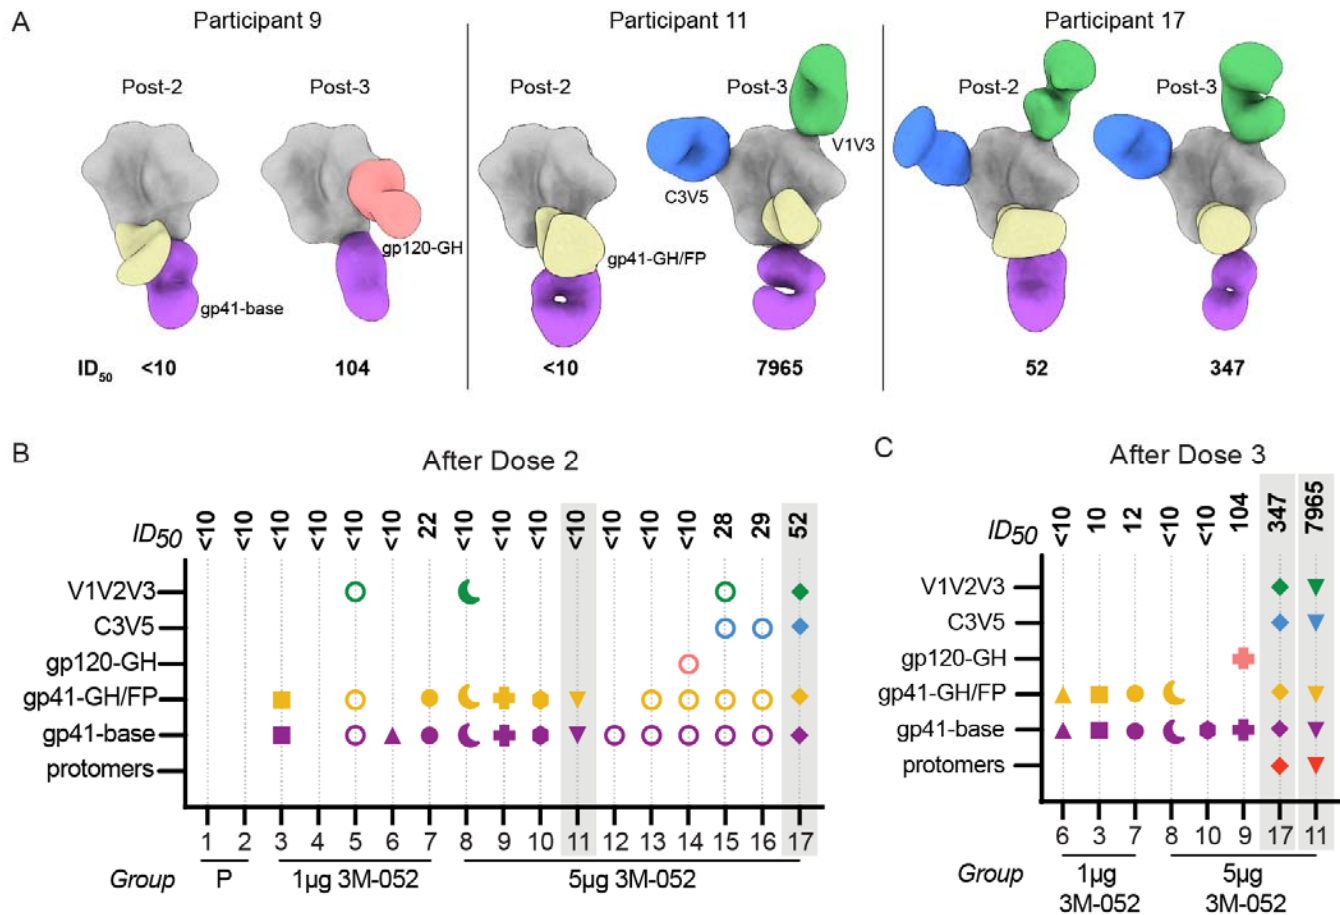 A
Participant 9
Participant 11
Participant 17
Post-2
Post-3
Post-2
Post-3
Post-2
Post-3
V1V3
C3V5
gp120-GH
gp41-GH/FP
gp41-base
ID50 <10 104 <10 7965 52 347
B
After Dose 2
ID50 <10 <10 <10 <10 <10 <10 22 <10 <10 <10 <10 <10 <10 <10 28 29 52
V1V2V3
C3V5
gp120-GH
gp41-GH/FP
gp41-base
protomers
1 2 3 4 5 6 7 8 9 10 11 12 13 14 15 16 17
Group P 1µg 3M-052 5µg 3M-052
C
After Dose 3
ID50 <10 10 12 <10 <10 104 347 7965
V1V2V3
C3V5
gp120-GH
gp41-GH/FP
gp41-base
protomers
6 3 7 8 10 9 17 11
Group 1µg 5µg
3M-052 3M-052